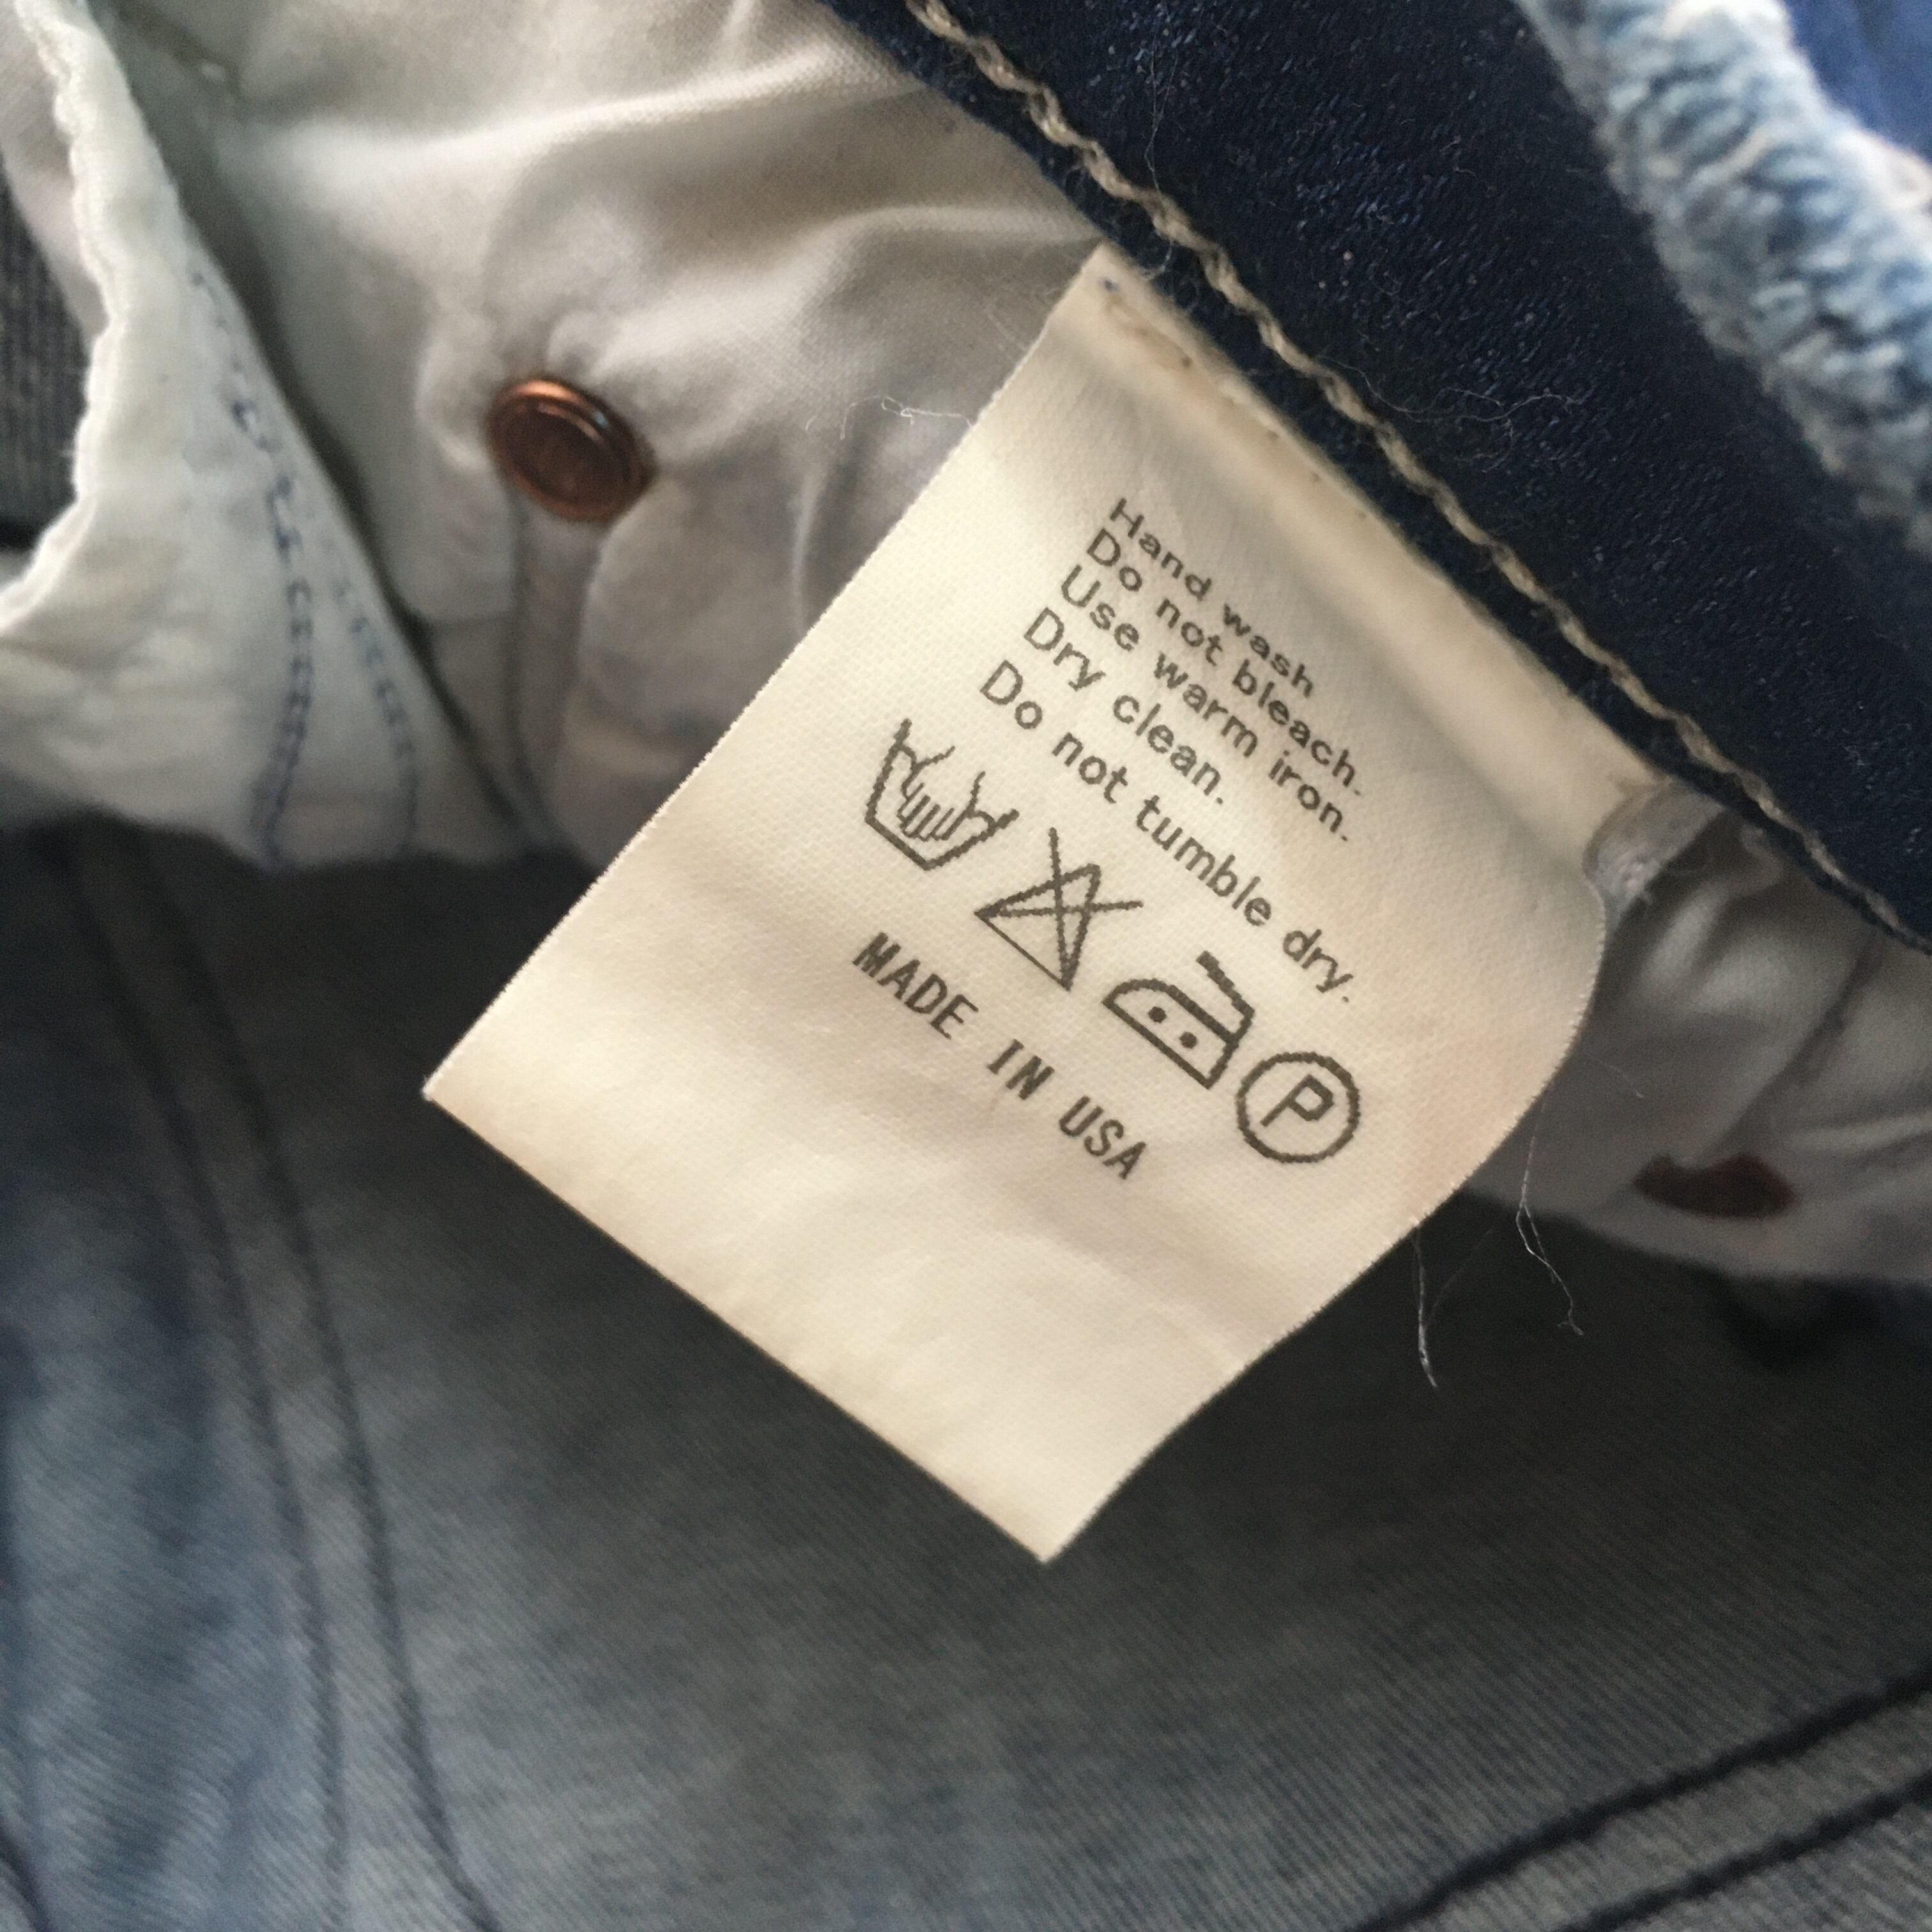 Hand wash
Do not bleach.
Use warm iron.
Dry clean.
Do not tumble dry.
P
MADE IN USA